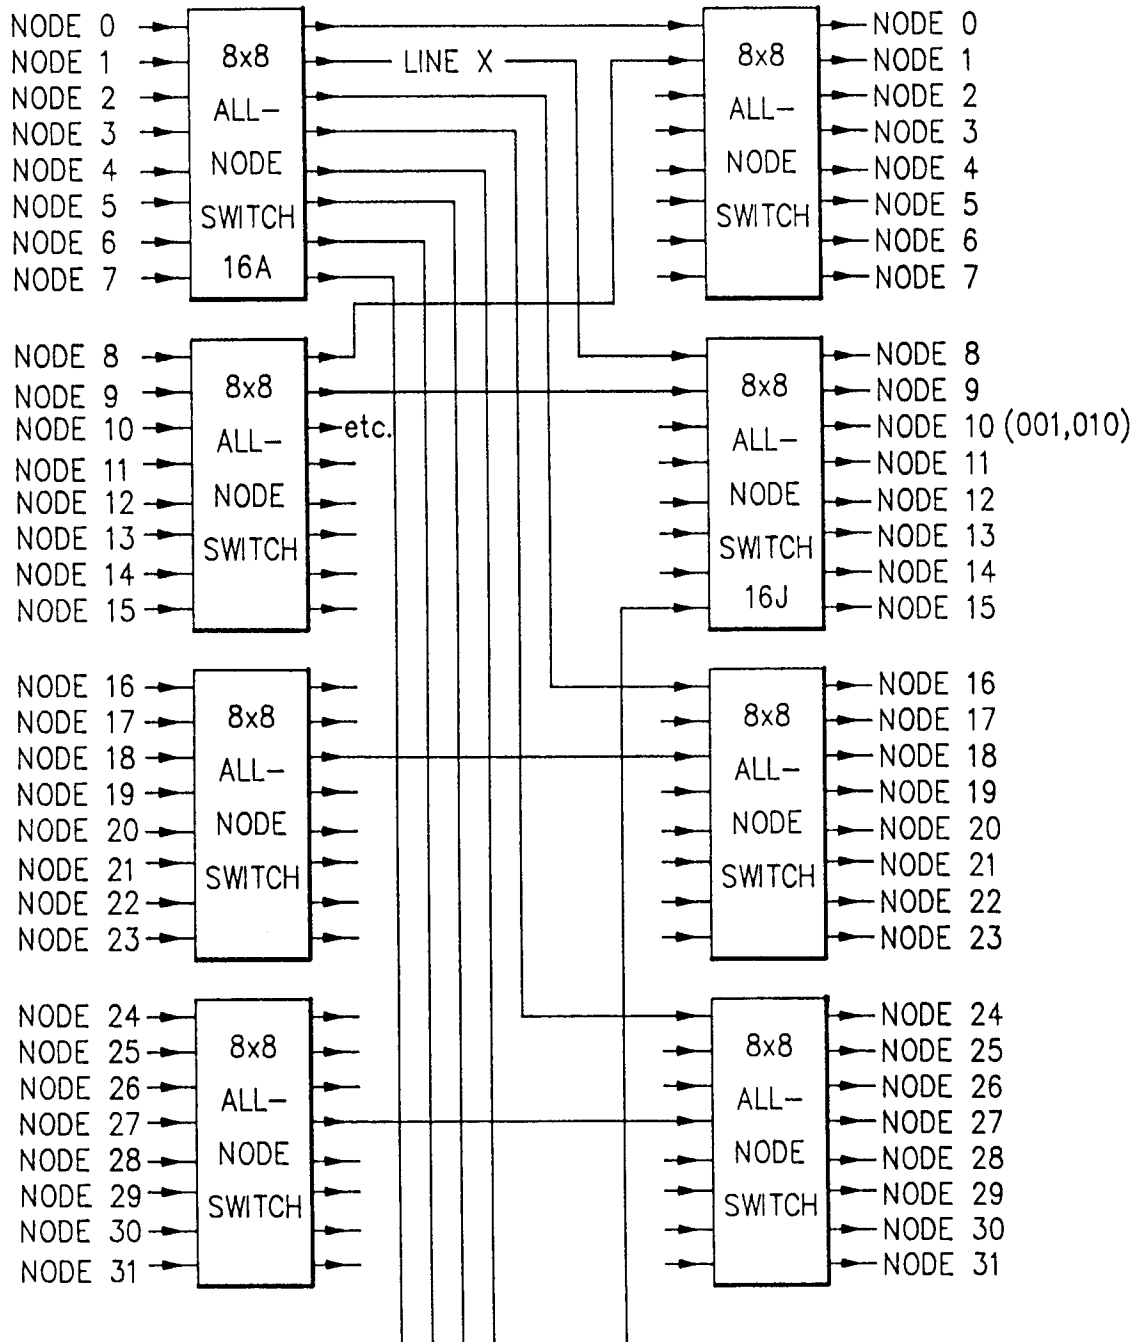 NODE 0
NODE 1
NODE 2
NODE 3
NODE 4
NODE 5
NODE 6
NODE 7
8x8
ALL-
NODE
SWITCH
16A
LINE X
8x8
ALL-
NODE
SWITCH
NODE 0
NODE 1
NODE 2
NODE 3
NODE 4
NODE 5
NODE 6
NODE 7
NODE 8
NODE 9
NODE 10
NODE 11
NODE 12
NODE 13
NODE 14
NODE 15
8x8
ALL-
NODE
SWITCH
etc.
8x8
ALL-
NODE
SWITCH
16J
NODE 8
NODE 9
NODE 10 (001,010)
NODE 11
NODE 12
NODE 13
NODE 14
NODE 15
NODE 16
NODE 17
NODE 18
NODE 19
NODE 20
NODE 21
NODE 22
NODE 23
8x8
ALL-
NODE
SWITCH
8x8
ALL-
NODE
SWITCH
NODE 16
NODE 17
NODE 18
NODE 19
NODE 20
NODE 21
NODE 22
NODE 23
NODE 24
NODE 25
NODE 26
NODE 27
NODE 28
NODE 29
NODE 30
NODE 31
8x8
ALL-
NODE
SWITCH
8x8
ALL-
NODE
SWITCH
NODE 24
NODE 25
NODE 26
NODE 27
NODE 28
NODE 29
NODE 30
NODE 31